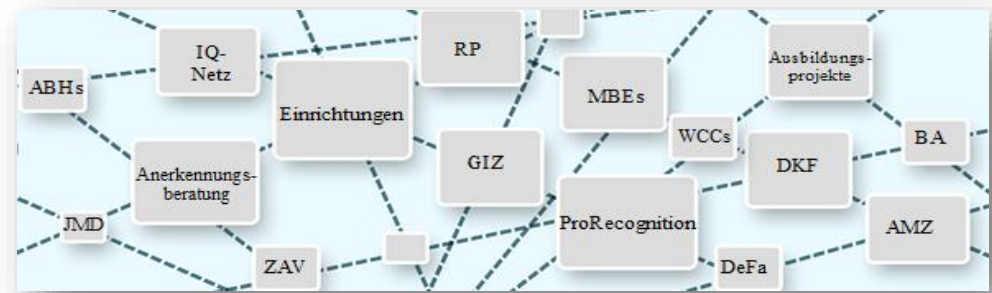 IQ-
Netz
RP
Ausbildungs-
projekte
ABHs
Einrichtungen
MBEs
WCCs
BA
GIZ
DKF
Anerkennungs-
beratung
JMD
ProRecognition
AMZ
ZAV
DeFa